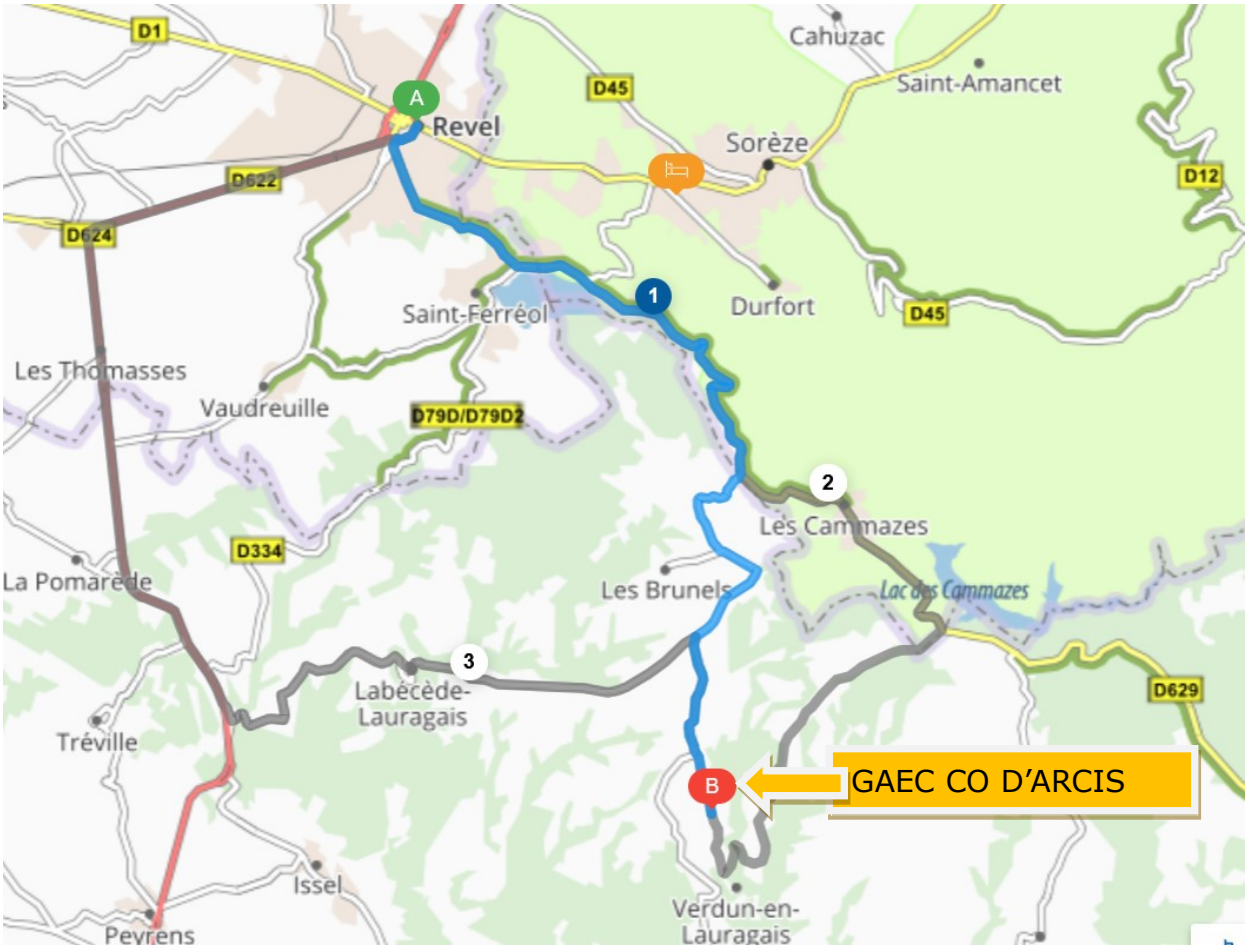 D1
Cahuzac
Saint-Amancet
D45
A
Revel
Sorèze
D622
D12
D624
1
Durfort
Saint-Ferréol
D45
Les Thomasses
Vaudreuille
D79D/D79D2
2
Les Cammazes
D334
La Pomarède
Les Brunels
Lac des Cammazes
3
Labécède-
Lauragais
D629
Tréville
B
GAEC CO D'ARCIS
Issel
Verdun-en-
Lauragais
Peyrens